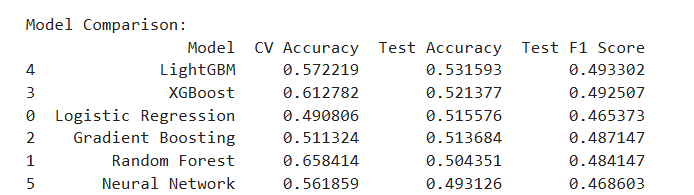 Model Comparison:
Model CV Accuracy Test Accuracy Test F1 Score
4 LightGBM 0.572219 0.531593 0.493302
3 XGBoost 0.612782 0.521377 0.492507
0 Logistic Regression 0.490806 0.515576 0.465373
2 Gradient Boosting 0.511324 0.513684 0.487147
1 Random Forest 0.658414 0.504351 0.484147
5 Neural Network 0.561859 0.493126 0.468603